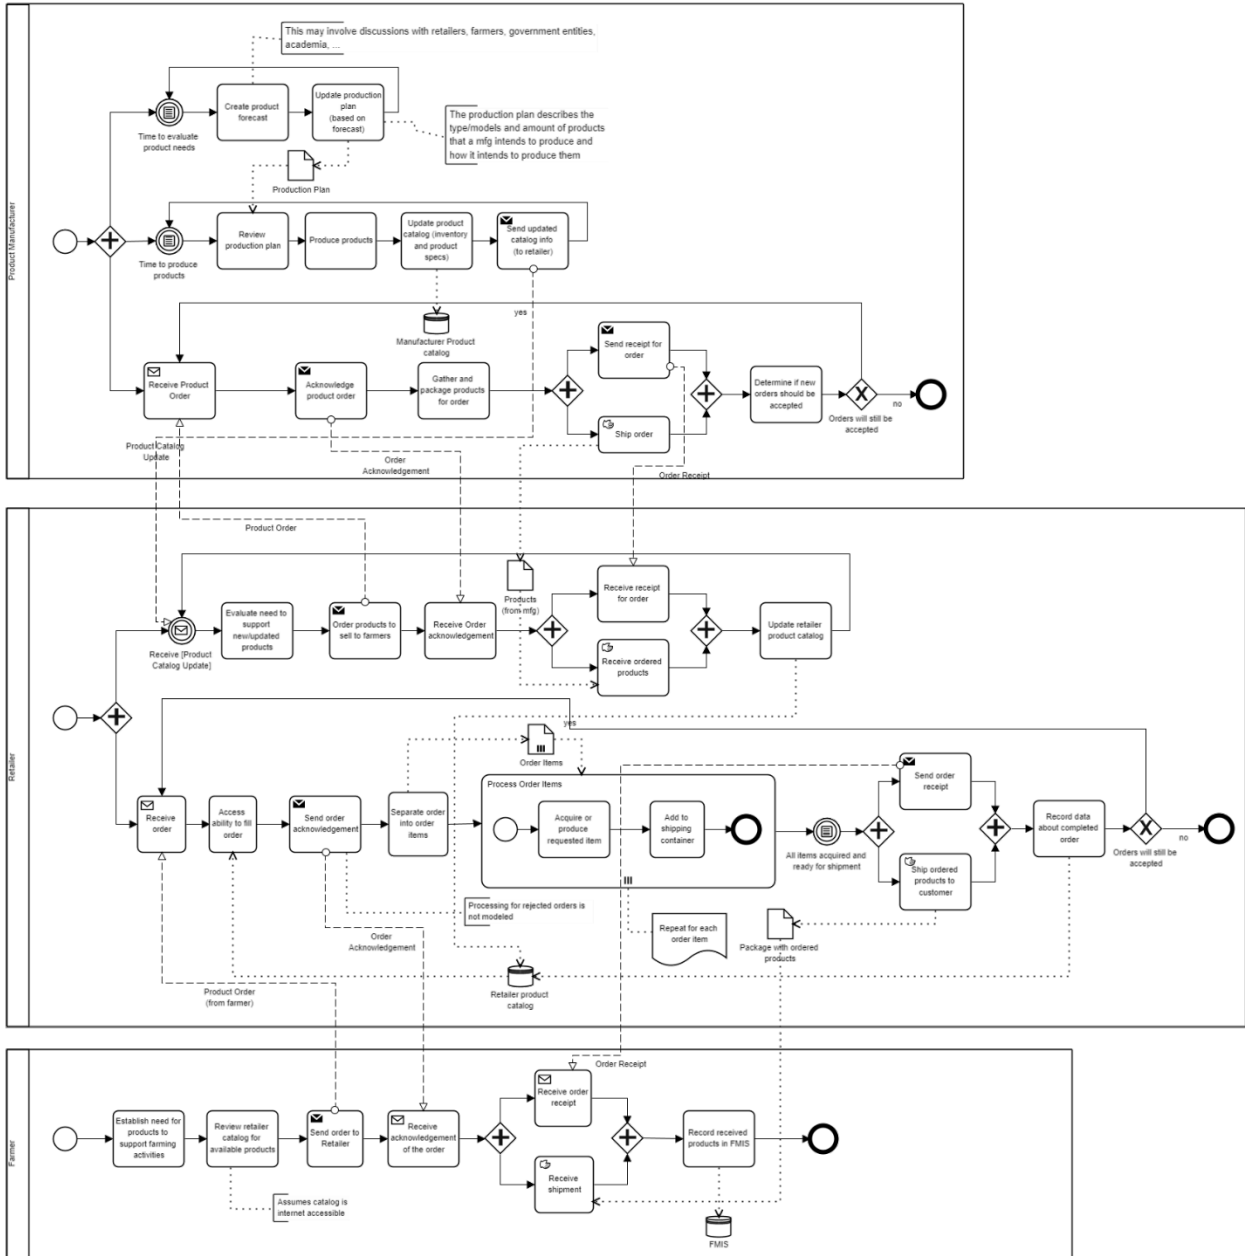 This may involve discussions with retailers, farmers, government entities,
academia, ...
Product Manufacturer
Create product
forecast
Update production
plan
(based on
forecast)
Time to evaluate
product needs
The production plan describes the
type/models and amount of products
that a mfg intends to produce and
how it intends to produce them
Production Plan
Review
production plan
Produce products
Update product
catalog (inventory
and product
specs)
Send updated
catalog info
(to retailer)
Time to produce
products
yes
Manufacturer Product
catalog
Receive Product
Order
Acknowledge
product order
Gather and
package products
for order
Send receipt for
order
Ship order
Determine if new
orders should be
accepted
no
Orders will still be
accepted
Product Catalog
Update
Order
Acknowledgement
Order Receipt
Product Order
Retailer
Receive [Product
Catalog Update]
Evaluate need to
support
new/updated
products
Order products to
sell to farmers
Receive Order
acknowledgement
Products
(from mfg)
Receive receipt
for order
Receive ordered
products
Update retailer
product catalog
yes
Order Items
Receive
order
Access
ability to fill
order
Send order
acknowledgement
Separate order
into order
items
Process Order Items
Acquire or
produce
requested item
Add to
shipping
container
All items acquired and
ready for shipment
Send order
receipt
Ship ordered
products to
customer
Record data
about completed
order
no
Orders will still be
accepted
Processing for rejected orders is
not modeled
Repeat for each
order item
Package with ordered
products
Order
Acknowledgement
Retailer product
catalog
Product Order
(from farmer)
Farmer
Order Receipt
Establish need for
products to
support farming
activities
Review retailer
catalog for
available products
Send order to
Retailer
Receive
acknowledgement
of the order
Receive order
receipt
Receive
shipment
Record received
products in FMIS
Assumes catalog is
internet accessible
FMIS